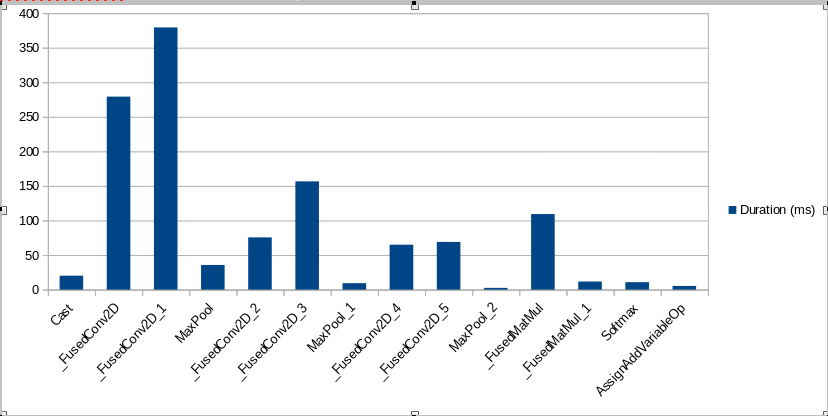 400
350
300
250
200
150
100
50
0
Cast
_FusedConv2D
_FusedConv2D_1
MaxPool
_FusedConv2D_2
_FusedConv2D_3
MaxPool_1
_FusedConv2D_4
_FusedConv2D_5
MaxPool_2
_FusedMatMul
_FusedMatMul_1
Softmax
AssignAddVariableOp
Duration (ms)